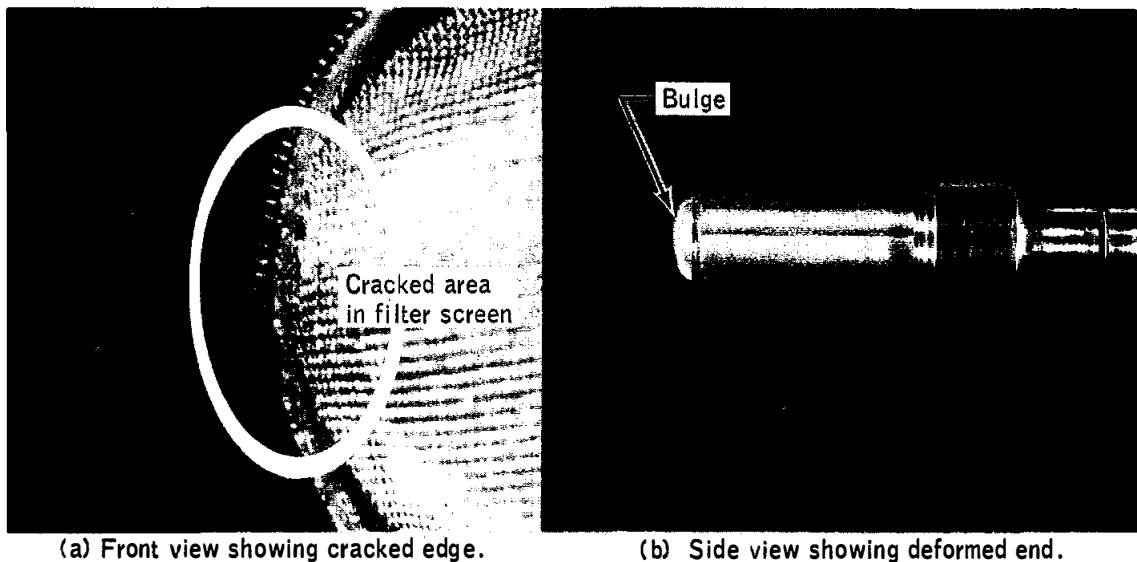 Bulge
Cracked area
in filter screen
(a) Front view showing cracked edge.
(b) Side view showing deformed end.